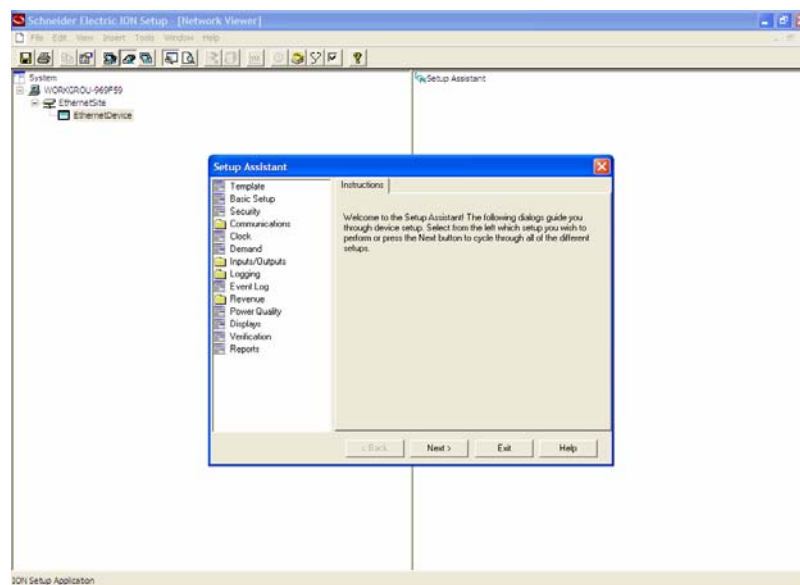 Schneider Electric ION Setup - [Network Viewer]
File Edit View Insert Tools Window Help
System
WORKGROU-969F59
EthernetSite
EthernetDevice
Setup Assistant
Setup Assistant
Template
Basic Setup
Security
Communications
Clock
Demand
Inputs/Outputs
Logging
Event Log
Revenue
Power Quality
Displays
Verification
Reports
Instructions
Welcome to the Setup Assistant! The following dialogs guide you
through device setup. Select from the left which setup you wish to
perform or press the Next button to cycle through all of the different
setups.
< Back
Next >
Exit
Help
ION Setup Application